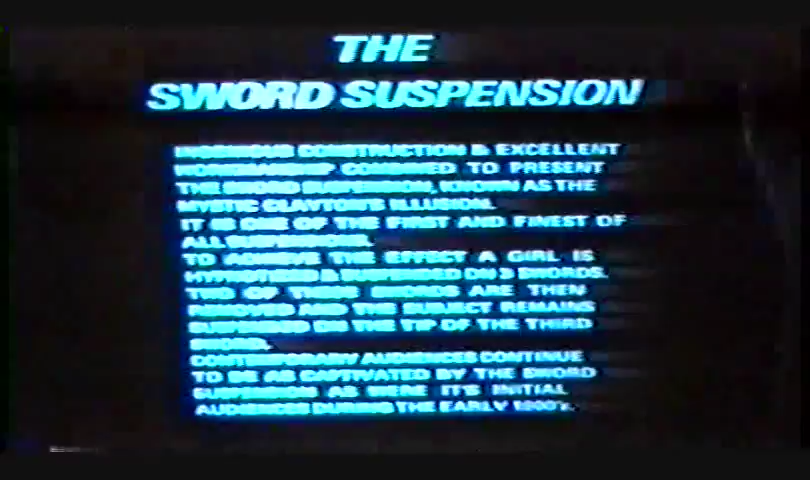 THE
SWORD SUSPENSION
INGENIOUS CONSTRUCTION & EXCELLENT
WORKMANSHIP COMBINED TO PRESENT
THE SWORD SUSPENSION, KNOWN AS THE
MYSTIC CLAYTON'S ILLUSION.
IT IS ONE OF THE FIRST AND FINEST OF
ALL SUSPENSIONS.
TO ACHIEVE THE EFFECT A GIRL IS
HYPNOTIZED & SUSPENDED ON 3 SWORDS.
TWO OF THESE SWORDS ARE THEN
REMOVED AND THE SUBJECT REMAINS
SUSPENDED ON THE TIP OF THE THIRD
SWORD.
CONTEMPORARY AUDIENCES CONTINUE
TO BE AS CAPTIVATED BY THE SWORD
SUSPENSION AS WERE IT'S INITIAL
AUDIENCES DURING THE EARLY 1900's.